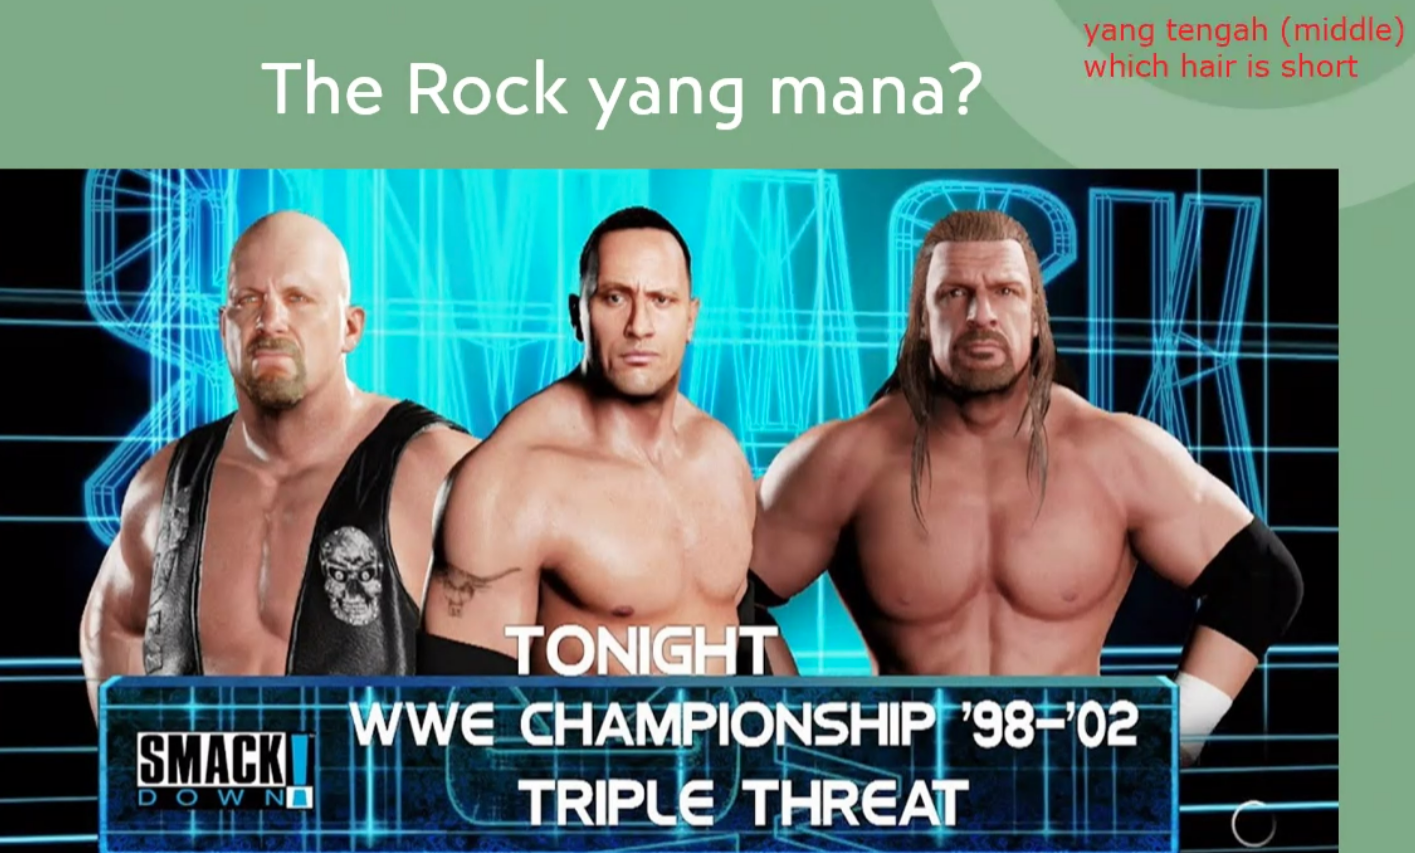 The Rock yang mana?
yang tengah (middle)
which hair is short
TONIGHT
WWE CHAMPIONSHIP '98-'02
TRIPLE THREAT
SMACK!
DOWN